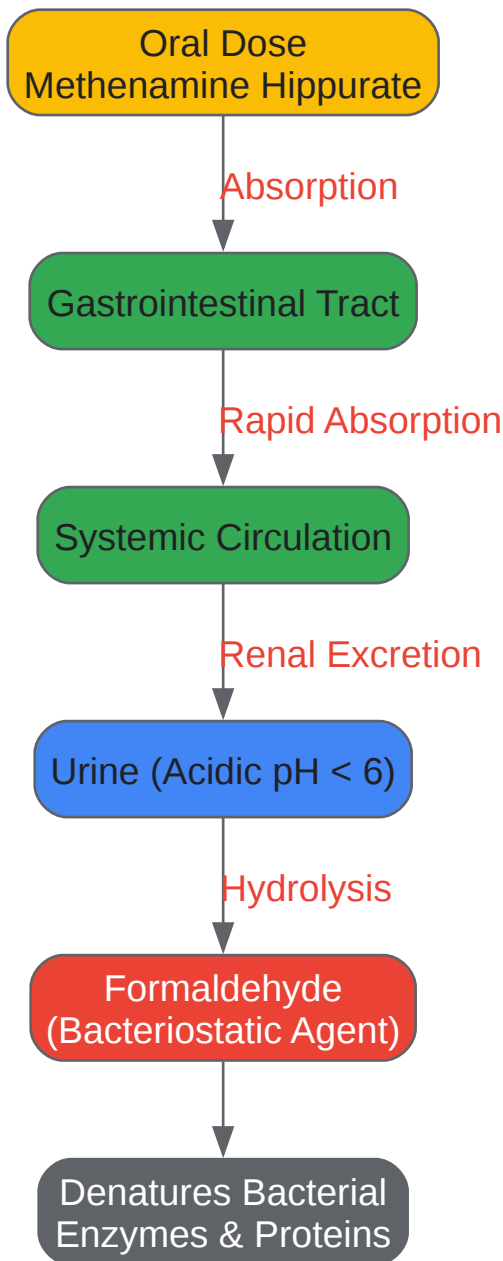 Oral Dose
Methenamine Hippurate
Absorption
Gastrointestinal Tract
Rapid Absorption
Systemic Circulation
Renal Excretion
Urine (Acidic pH < 6)
Hydrolysis
Formaldehyde
(Bacteriostatic Agent)
Denatures Bacterial
Enzymes & Proteins